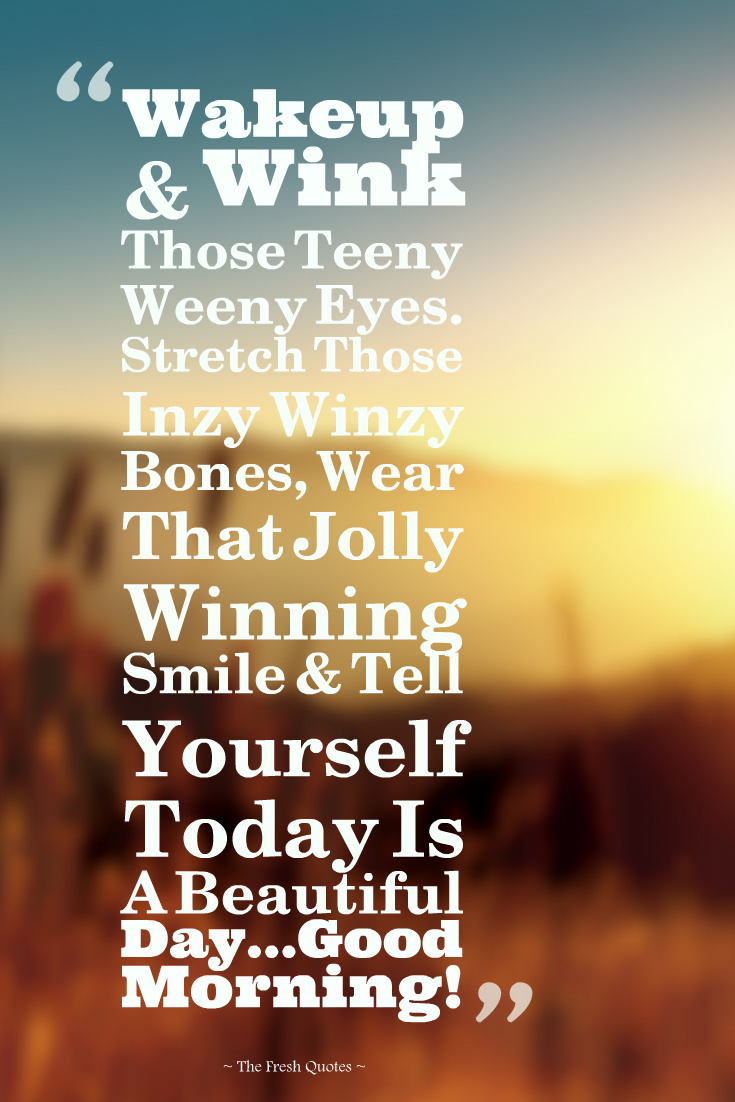 “Wakeup
& Wink
Those Teeny
Weeny Eyes.
Stretch Those
Inzy Winzy
Bones, Wear
That Jolly
Winning
Smile & Tell
Yourself
Today Is
A Beautiful
Day...Good
Morning!”
~ The Fresh Quotes ~